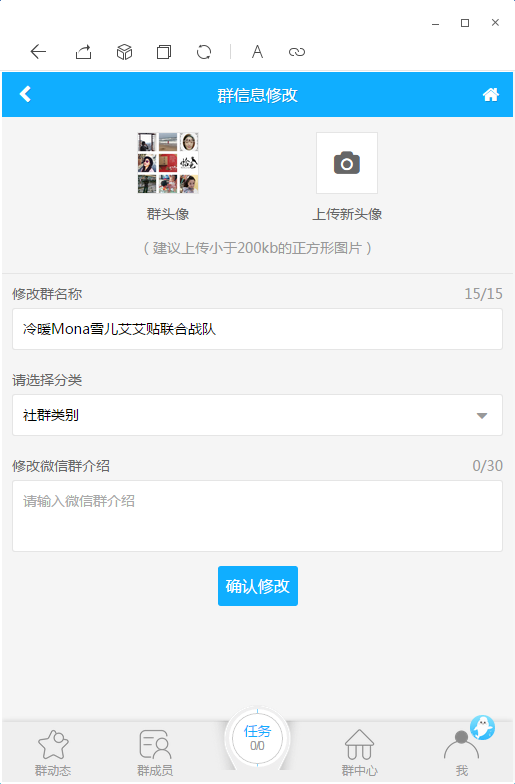 群信息修改
群头像
上传新头像
（建议上传小于200kb的正方形图片）
修改群名称
15/15
冷暖Mona雪儿艾艾贴联合战队
请选择分类
社群类别
修改微信群介绍
0/30
请输入微信群介绍
确认修改
任务
0/0
群动态
群成员
群中心
我